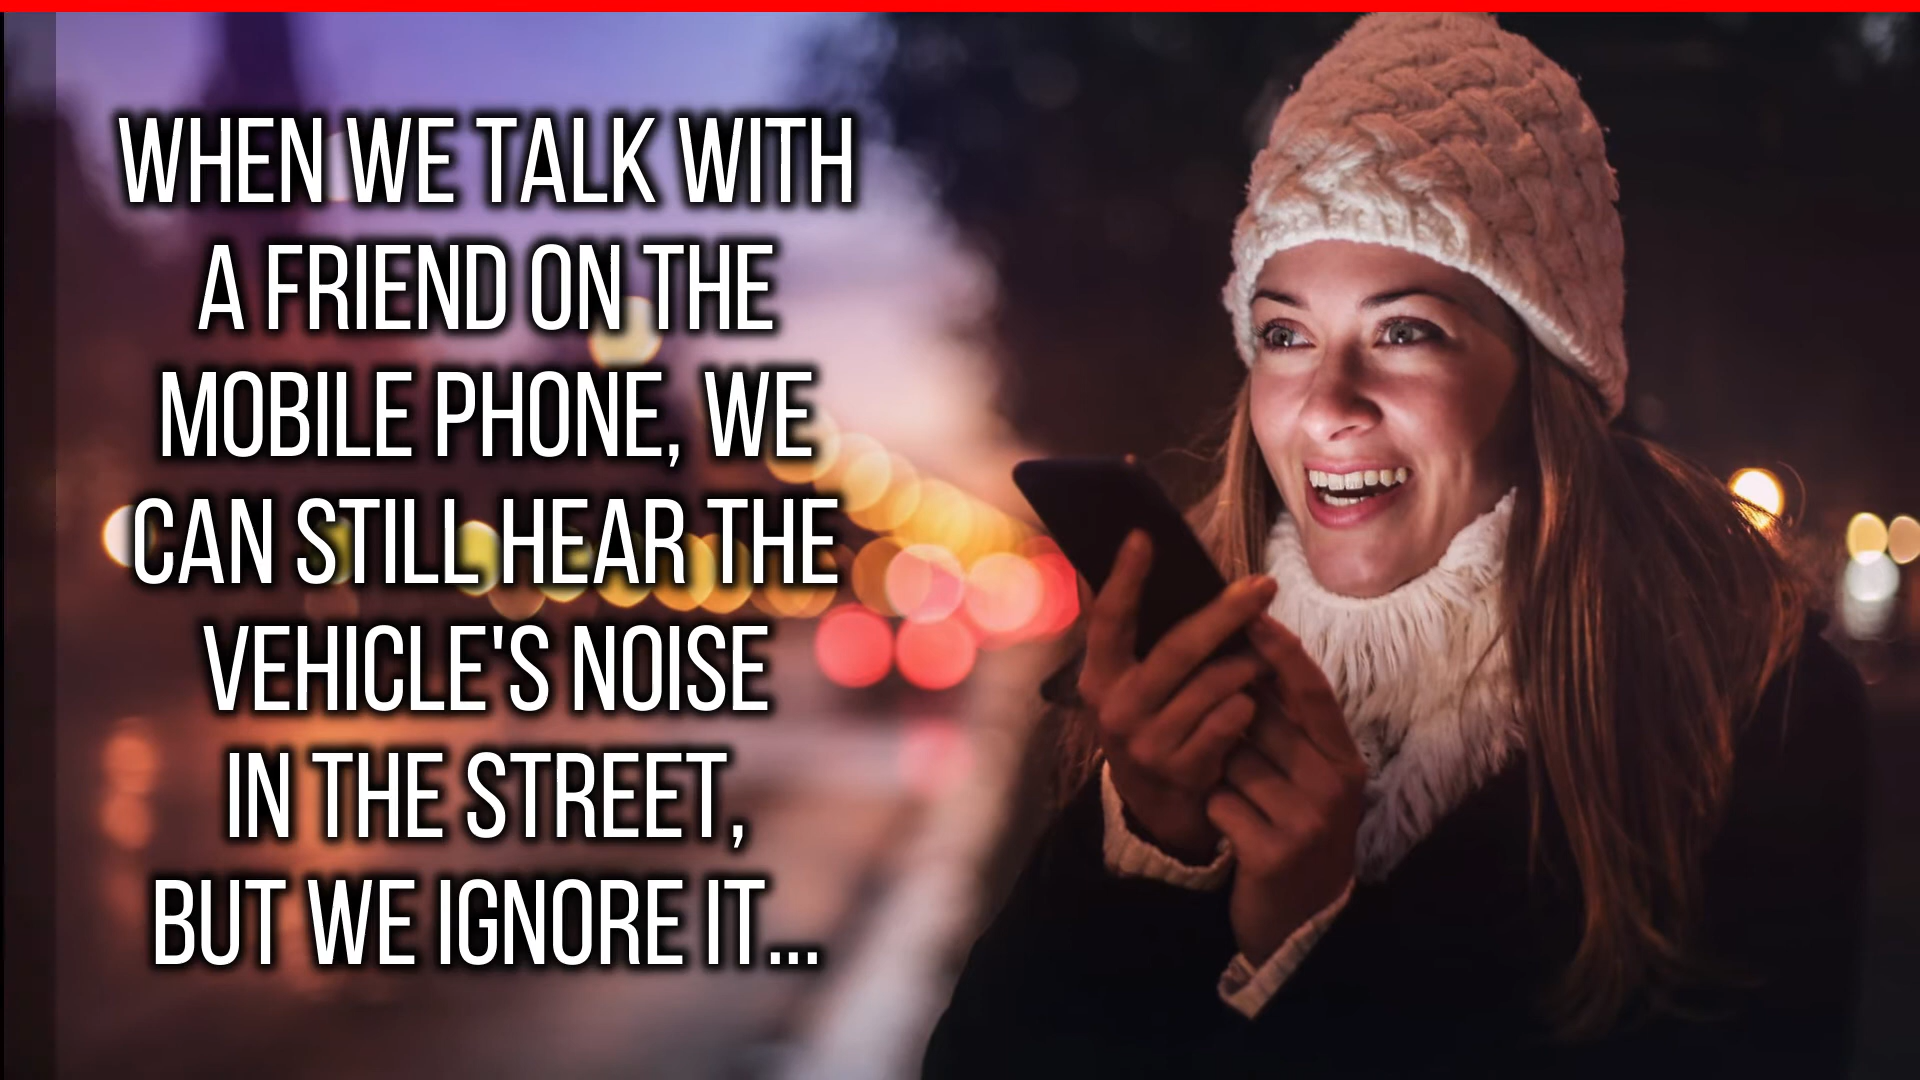 WHEN WE TALK WITH
A FRIEND ON THE
MOBILE PHONE, WE
CAN STILL HEAR THE
VEHICLE'S NOISE
IN THE STREET,
BUT WE IGNORE IT...